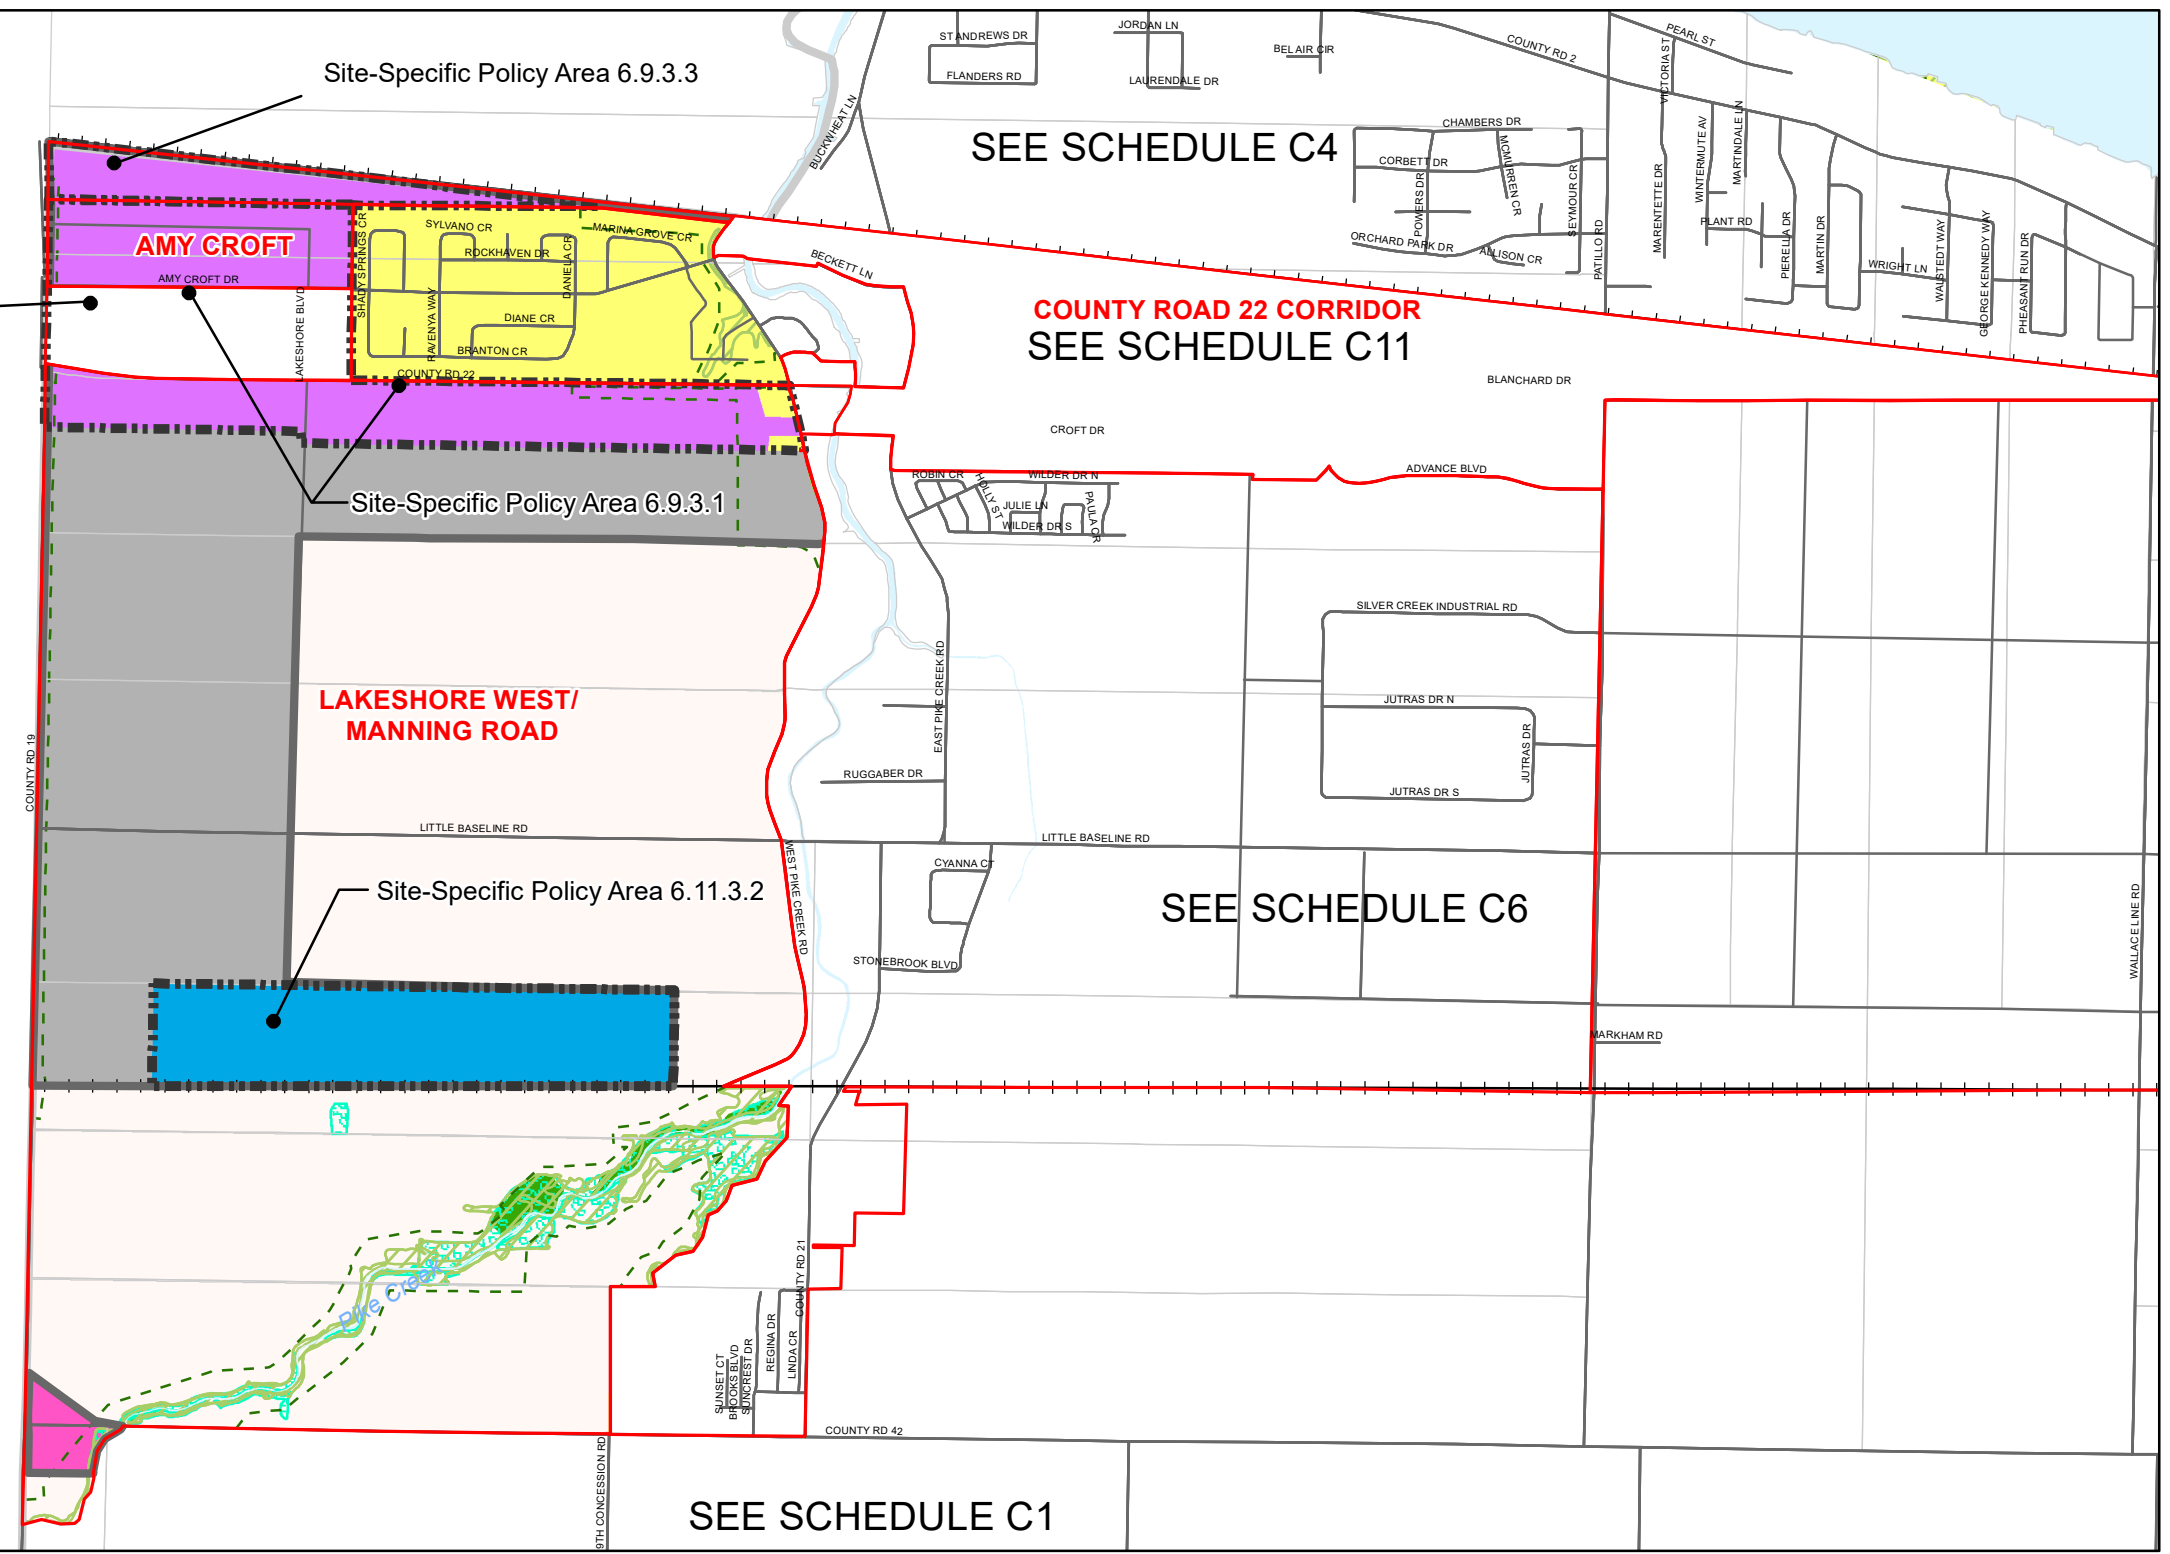 Site-Specific Policy Area 6.9.3.3
ST ANDREWS DR
FLANDERS RD
JORDAN LN
LAURENDALE DR
BEL AIR CIR
COUNTY RD 2
PEARL ST
VICTORIA ST
BUCKWHEAT LN
SEE SCHEDULE C4
CHAMBERS DR
CORBETT DR
MCMURREN CR
POWERS DR
SEYMOUR CR
ORCHARD PARK DR
ALLISON CR
PATILLO RD
MARENTETTE DR
WINTERMUTE AV
MARTINDALE LN
PLANT RD
PIERELLA DR
MARTIN DR
WRIGHT LN
WALSTEDT WAY
GEORGE KENNEDY WAY
PHEASANT RUN DR
AMY CROFT
AMY CROFT DR
LAKESHORE BLVD
SHADY SPRINGS CR
SYLVANO CR
ROCKHAVEN DR
MARINA GROVE CR
DANIELA CR
RAVENYA WAY
DIANE CR
BRANTON CR
COUNTY RD 22
BECKETT LN
COUNTY ROAD 22 CORRIDOR
SEE SCHEDULE C11
BLANCHARD DR
CROFT DR
ADVANCE BLVD
Site-Specific Policy Area 6.9.3.1
ROBIN CR
HOLLY ST
WILDER DR N
JULIE LN
WILDER DR S
PAULA CR
SILVER CREEK INDUSTRIAL RD
EAST PIKE CREEK RD
JUTRAS DR N
JUTRAS DR
JUTRAS DR S
RUGGABER DR
LAKESHORE WEST/
MANNING ROAD
COUNTY RD 19
LITTLE BASELINE RD
LITTLE BASELINE RD
WEST PIKE CREEK RD
CYANNA CT
STONEBROOK BLVD
Site-Specific Policy Area 6.11.3.2
SEE SCHEDULE C6
WALLACE LINE RD
MARKHAM RD
Pike Creek
COUNTY RD 21
SUNSET CT
BROOKS BLVD
SUNCREST DR
REGINA DR
LINDA CR
COUNTY RD 42
9TH CONCESSION RD
SEE SCHEDULE C1